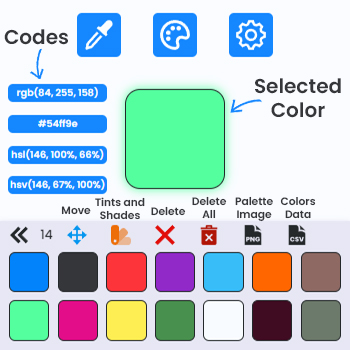 Codes
rgb(84, 255, 158)
#54ff9e
hsl(146, 100%, 66%)
hsv(146, 67%, 100%)
Selected
Color
Move
Tints and
Shades
Delete
Delete
All
Palette
Image
Colors
Data
14
PNG
CSV